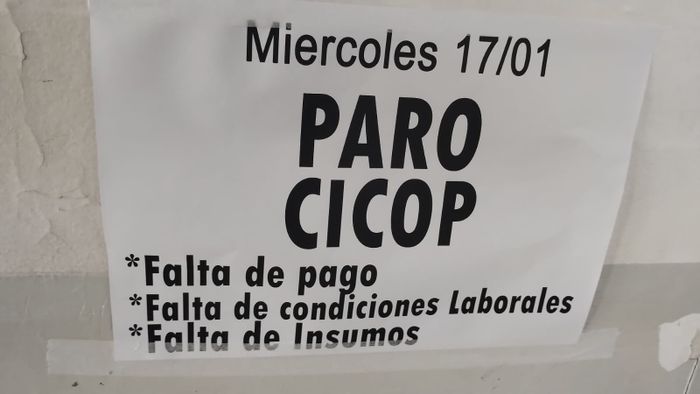 Miercoles 17/01
PARO
CICOP
*Falta de pago
*Falta de condiciones Laborales
*Falta de Insumos